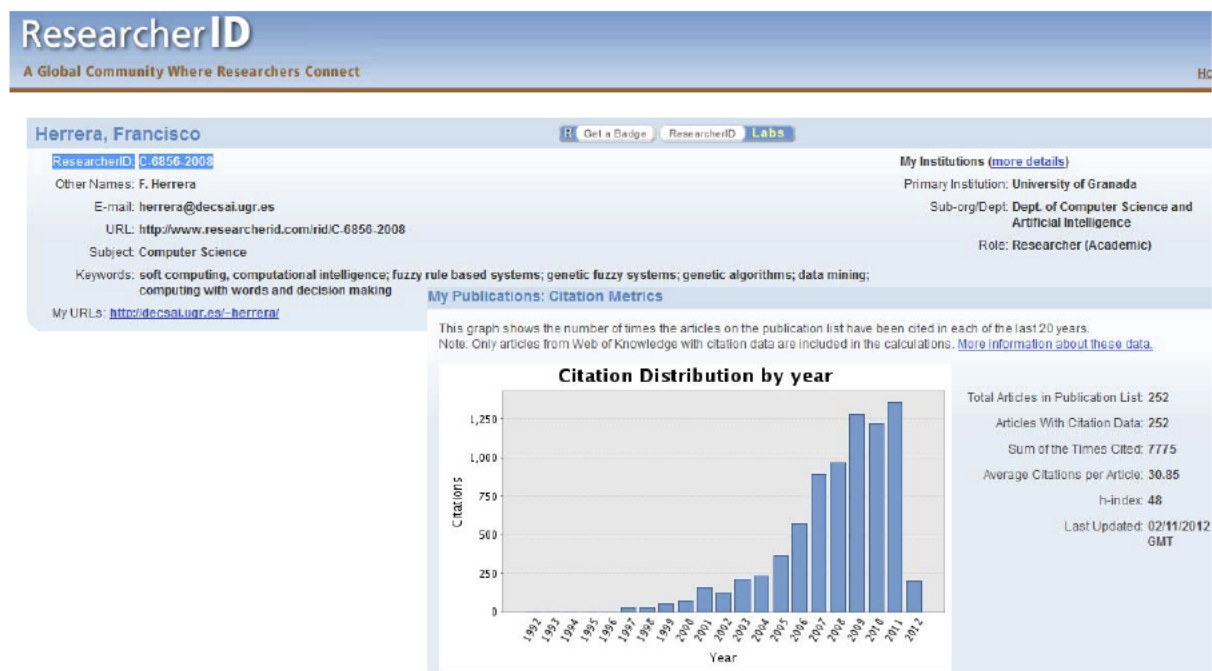 ResearcherID
A Global Community Where Researchers Connect
Herrera, Francisco
R Get a Badge ResearcherID Labs
ResearcherID: C-6856-2008
Other Names: F. Herrera
E-mail: herrera@decsai.ugr.es
URL: http://www.researcherid.com/rid/C-6856-2008
Subject: Computer Science
Keywords: soft computing, computational intelligence; fuzzy rule based systems; genetic fuzzy systems; genetic algorithms; data mining;
computing with words and decision making
My URLs: http://decsai.ugr.es/~herrera/
My Institutions (more details)
Primary Institution: University of Granada
Sub-org/Dept: Dept. of Computer Science and
Artificial Intelligence
Role: Researcher (Academic)
My Publications: Citation Metrics
This graph shows the number of times the articles on the publication list have been cited in each of the last 20 years.
Note: Only articles from Web of Knowledge with citation data are included in the calculations. More information about these data.
Citation Distribution by year
Citations
1,250
1,000
750
500
250
0
1992 1993 1994 1995 1996 1997 1998 1999 2000 2001 2002 2003 2004 2005 2006 2007 2008 2009 2010 2011 2012
Year
Total Articles in Publication List: 252
Articles With Citation Data: 252
Sum of the Times Cited: 7775
Average Citations per Article: 30.85
h-index: 48
Last Updated: 02/11/2012
GMT